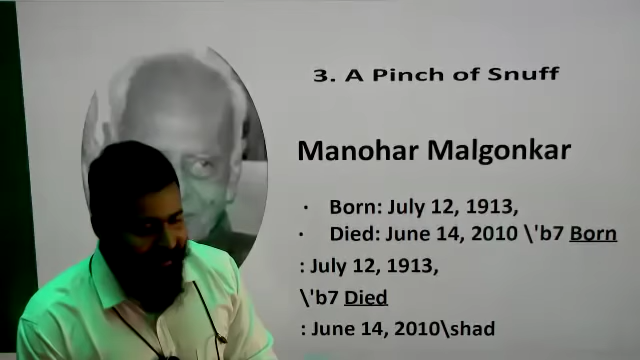 3. A Pinch of Snuff
Manohar Malgonkar
· Born: July 12, 1913,
· Died: June 14, 2010 \'b7 Born
: July 12, 1913,
\'b7 Died
: June 14, 2010\shad